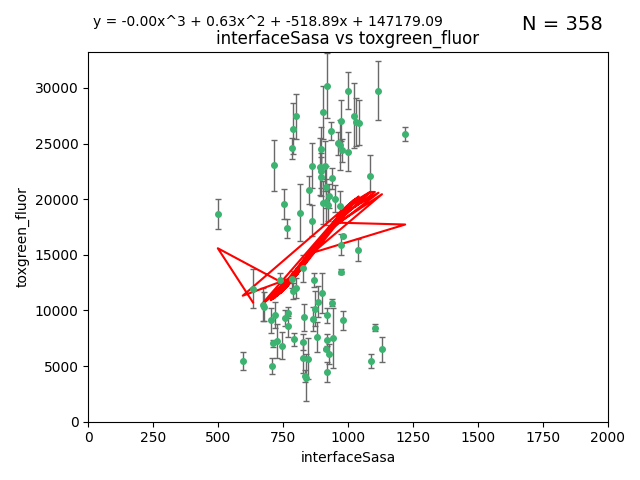 y = -0.00x^3 + 0.63x^2 + -518.89x + 147179.09
N = 358
interfaceSasa vs toxgreen_fluor
30000
25000
20000
15000
10000
5000
0
toxgreen_fluor
0 250 500 750 1000 1250 1500 1750 2000
interfaceSasa